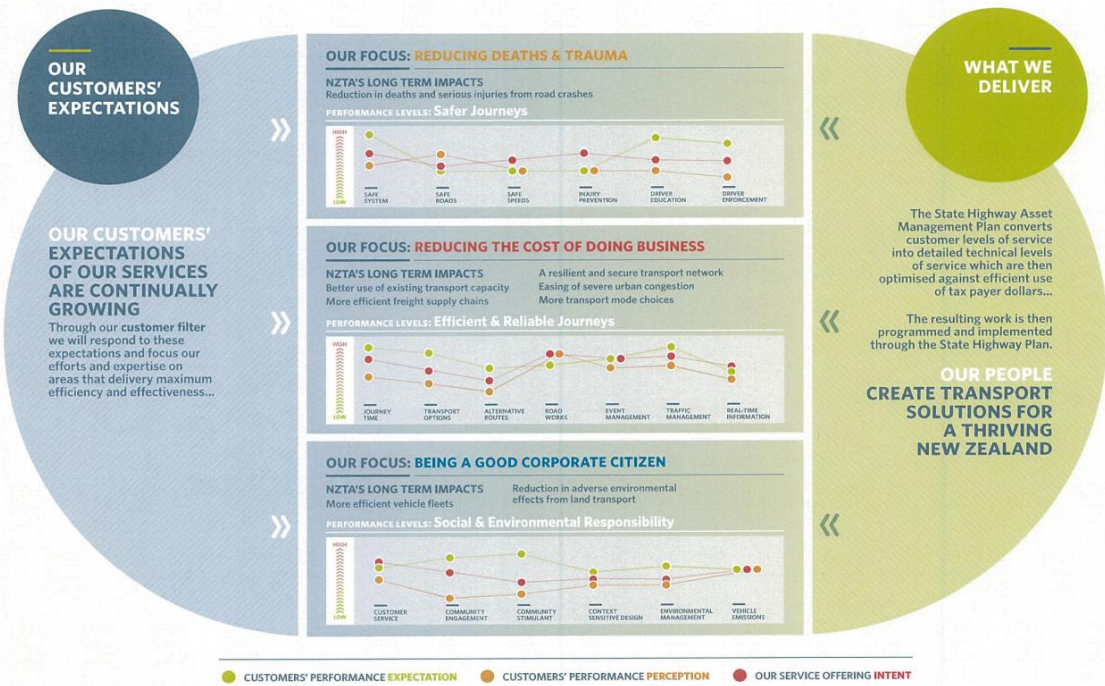 OUR
CUSTOMERS'
EXPECTATIONS
OUR CUSTOMERS'
EXPECTATIONS
OF OUR SERVICES
ARE CONTINUALLY
GROWING
Through our customer filter
we will respond to these
expectations and focus our
efforts and expertise on
areas that delivery maximum
efficiency and effectiveness...
OUR FOCUS: REDUCING DEATHS & TRAUMA
NZTA'S LONG TERM IMPACTS
Reduction in deaths and serious injuries from road crashes
PERFORMANCE LEVELS: Safer Journeys
HIGH
LOW
SAFE
SYSTEM
SAFE
ROADS
SAFE
SPEEDS
INJURY
PREVENTION
DRIVER
EDUCATION
DRIVER
ENFORCEMENT
OUR FOCUS: REDUCING THE COST OF DOING BUSINESS
NZTA'S LONG TERM IMPACTS
Better use of existing transport capacity
More efficient freight supply chains
A resilient and secure transport network
Easing of severe urban congestion
More transport mode choices
PERFORMANCE LEVELS: Efficient & Reliable Journeys
HIGH
LOW
JOURNEY
TIME
TRANSPORT
OPTIONS
ALTERNATIVE
ROUTES
ROAD
WORKS
EVENT
MANAGEMENT
TRAFFIC
MANAGEMENT
REAL-TIME
INFORMATION
OUR FOCUS: BEING A GOOD CORPORATE CITIZEN
NZTA'S LONG TERM IMPACTS
More efficient vehicle fleets
Reduction in adverse environmental
effects from land transport
PERFORMANCE LEVELS: Social & Environmental Responsibility
HIGH
LOW
CUSTOMER
SERVICE
COMMUNITY
ENGAGEMENT
COMMUNITY
STIMULANT
CONTEXT
SENSITIVE DESIGN
ENVIRONMENTAL
MANAGEMENT
VEHICLE
EMISSIONS
WHAT WE
DELIVER
The State Highway Asset
Management Plan converts
customer levels of service
into detailed technical levels
of service which are then
optimised against efficient use
of tax payer dollars...
The resulting work is then
programmed and implemented
through the State Highway Plan.
OUR PEOPLE
CREATE TRANSPORT
SOLUTIONS FOR
A THRIVING
NEW ZEALAND
CUSTOMERS' PERFORMANCE EXPECTATION
CUSTOMERS' PERFORMANCE PERCEPTION
OUR SERVICE OFFERING INTENT